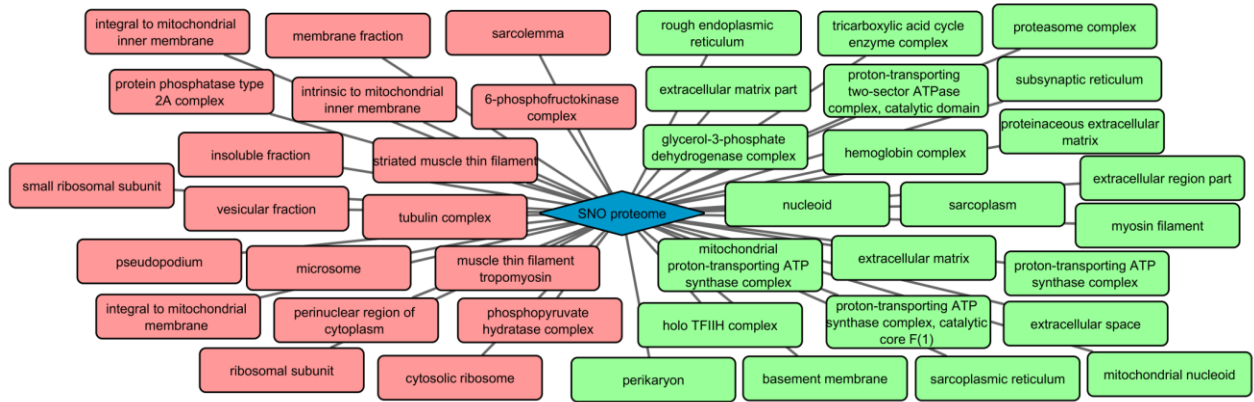 integral to mitochondrial
inner membrane
membrane fraction
sarcolemma
rough endoplasmic
reticulum
tricarboxylic acid cycle
enzyme complex
proteasome complex
protein phosphatase type
2A complex
intrinsic to mitochondrial
inner membrane
6-phosphofructokinase
complex
extracellular matrix part
proton-transporting
two-sector ATPase
complex, catalytic domain
subsynaptic reticulum
insoluble fraction
striated muscle thin filament
glycerol-3-phosphate
dehydrogenase complex
hemoglobin complex
proteinaceous extracellular
matrix
small ribosomal subunit
vesicular fraction
tubulin complex
SNO proteome
nucleoid
sarcoplasm
extracellular region part
myosin filament
pseudopodium
microsome
muscle thin filament
tropomyosin
mitochondrial
proton-transporting ATP
synthase complex
extracellular matrix
proton-transporting ATP
synthase complex
integral to mitochondrial
membrane
perinuclear region of
cytoplasm
phosphopyruvate
hydratase complex
holo TFIIH complex
proton-transporting ATP
synthase complex, catalytic
core F(1)
extracellular space
ribosomal subunit
cytosolic ribosome
perikaryon
basement membrane
sarcoplasmic reticulum
mitochondrial nucleoid